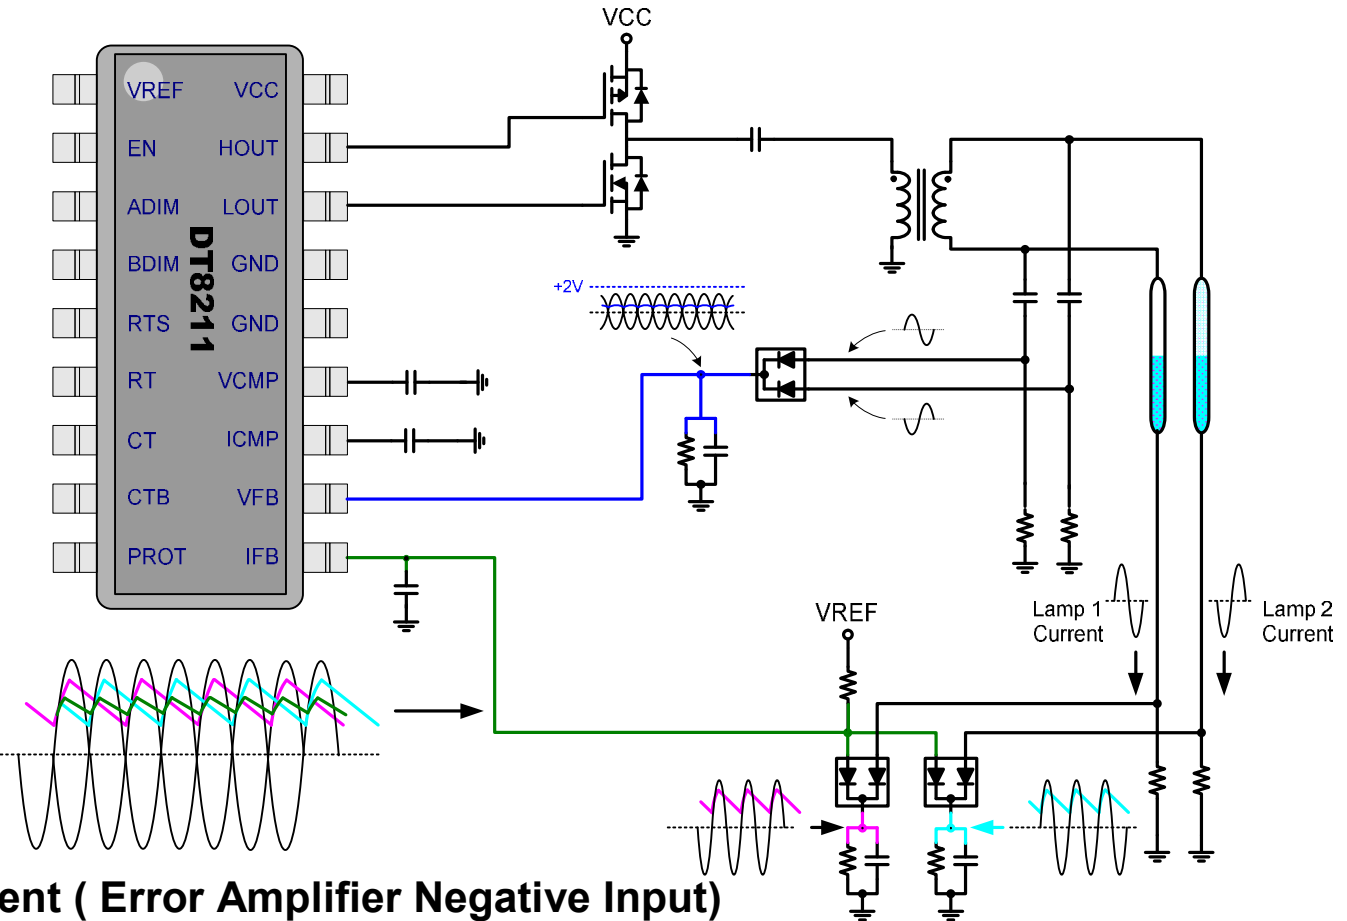 VCC
VREF VCC
EN HOUT
ADIM LOUT
BDIM GND
RTS GND
RT VCMP
CT ICMP
CTB VFB
PROT IFB
DT8211
+2V
VREF
Lamp 1
Current
Lamp 2
Current
ent ( Error Amplifier Negative Input)